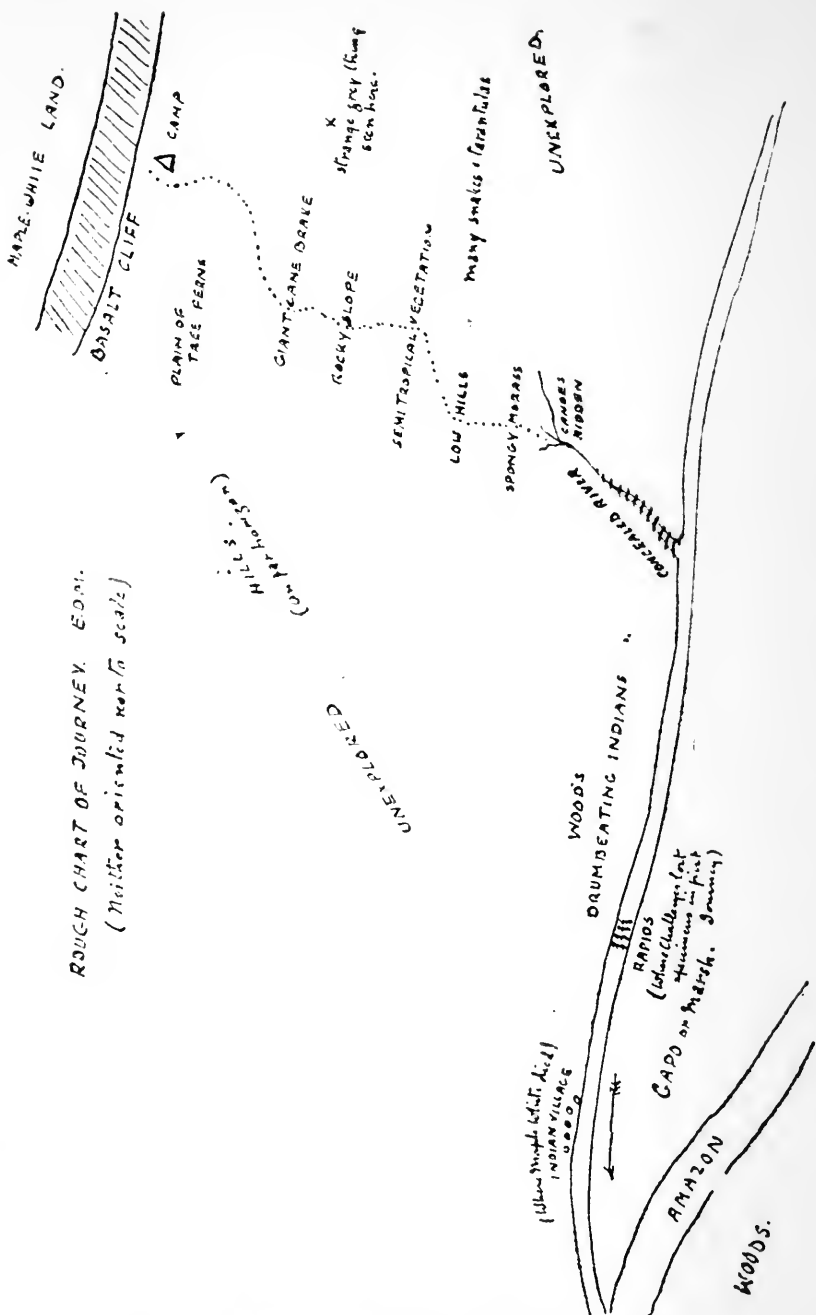 ROUGH CHART OF JOURNEY. E.D.M.
(Neither oriented nor to scale)
MAPLE-WHITE LAND.
BASALT CLIFF
CAMP
PLAIN OF
TREE FERNS
GIANT CANE BRAKE
ROCKY SLOPE
SEMITROPICAL VEGETATION
LOW HILLS
SPONGY MORASS
CANOES
HIDDEN
CONCEALED RIVER
x
strange grey thing
seen here.
many snakes & tarantulas
UNEXPLORED
HILLS
(on far horizon)
UNEXPLORED
WOODS
DRUMBEATING INDIANS
RAPIDS
(Where Challenger lost
specimens in first
Journey)
GAPO or Marsh.
(Where Maple White died)
INDIAN VILLAGE
AMAZON
WOODS.